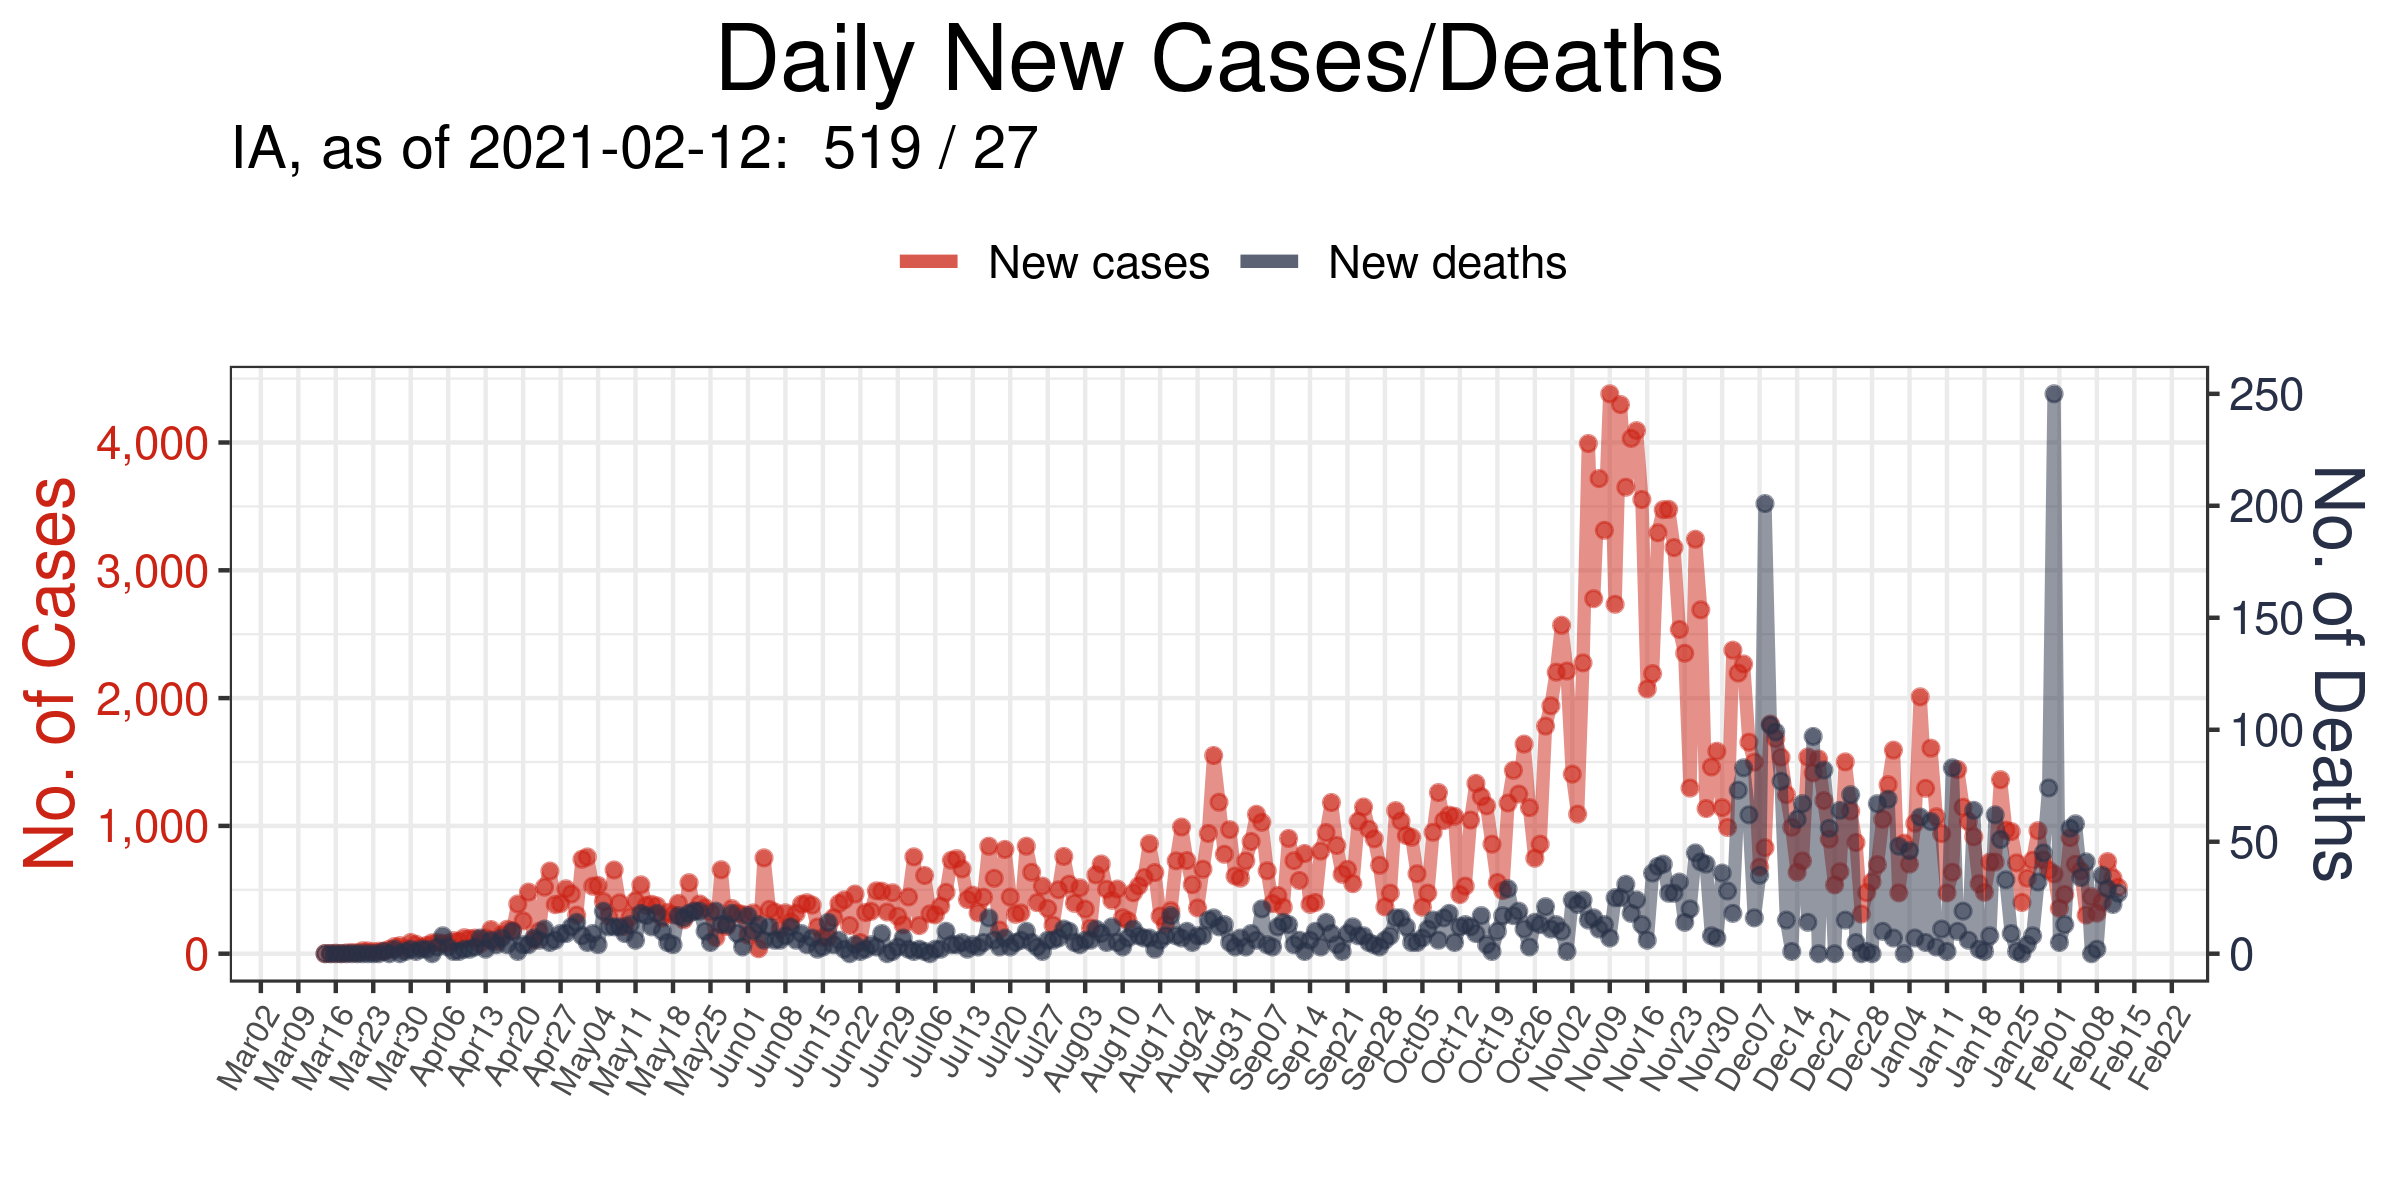 Daily New Cases/Deaths
IA, as of 2021-02-12:  519 / 27
New cases
New deaths
No. of Cases
4,000
3,000
2,000
1,000
0
250
200
150
100
50
0
No. of Deaths
Mar02
Mar09
Mar16
Mar23
Mar30
Apr06
Apr13
Apr20
Apr27
May04
May11
May18
May25
Jun01
Jun08
Jun15
Jun22
Jun29
Jul06
Jul13
Jul20
Jul27
Aug03
Aug10
Aug17
Aug24
Aug31
Sep07
Sep14
Sep21
Sep28
Oct05
Oct12
Oct19
Oct26
Nov02
Nov09
Nov16
Nov23
Nov30
Dec07
Dec14
Dec21
Dec28
Jan04
Jan11
Jan18
Jan25
Feb01
Feb08
Feb15
Feb22